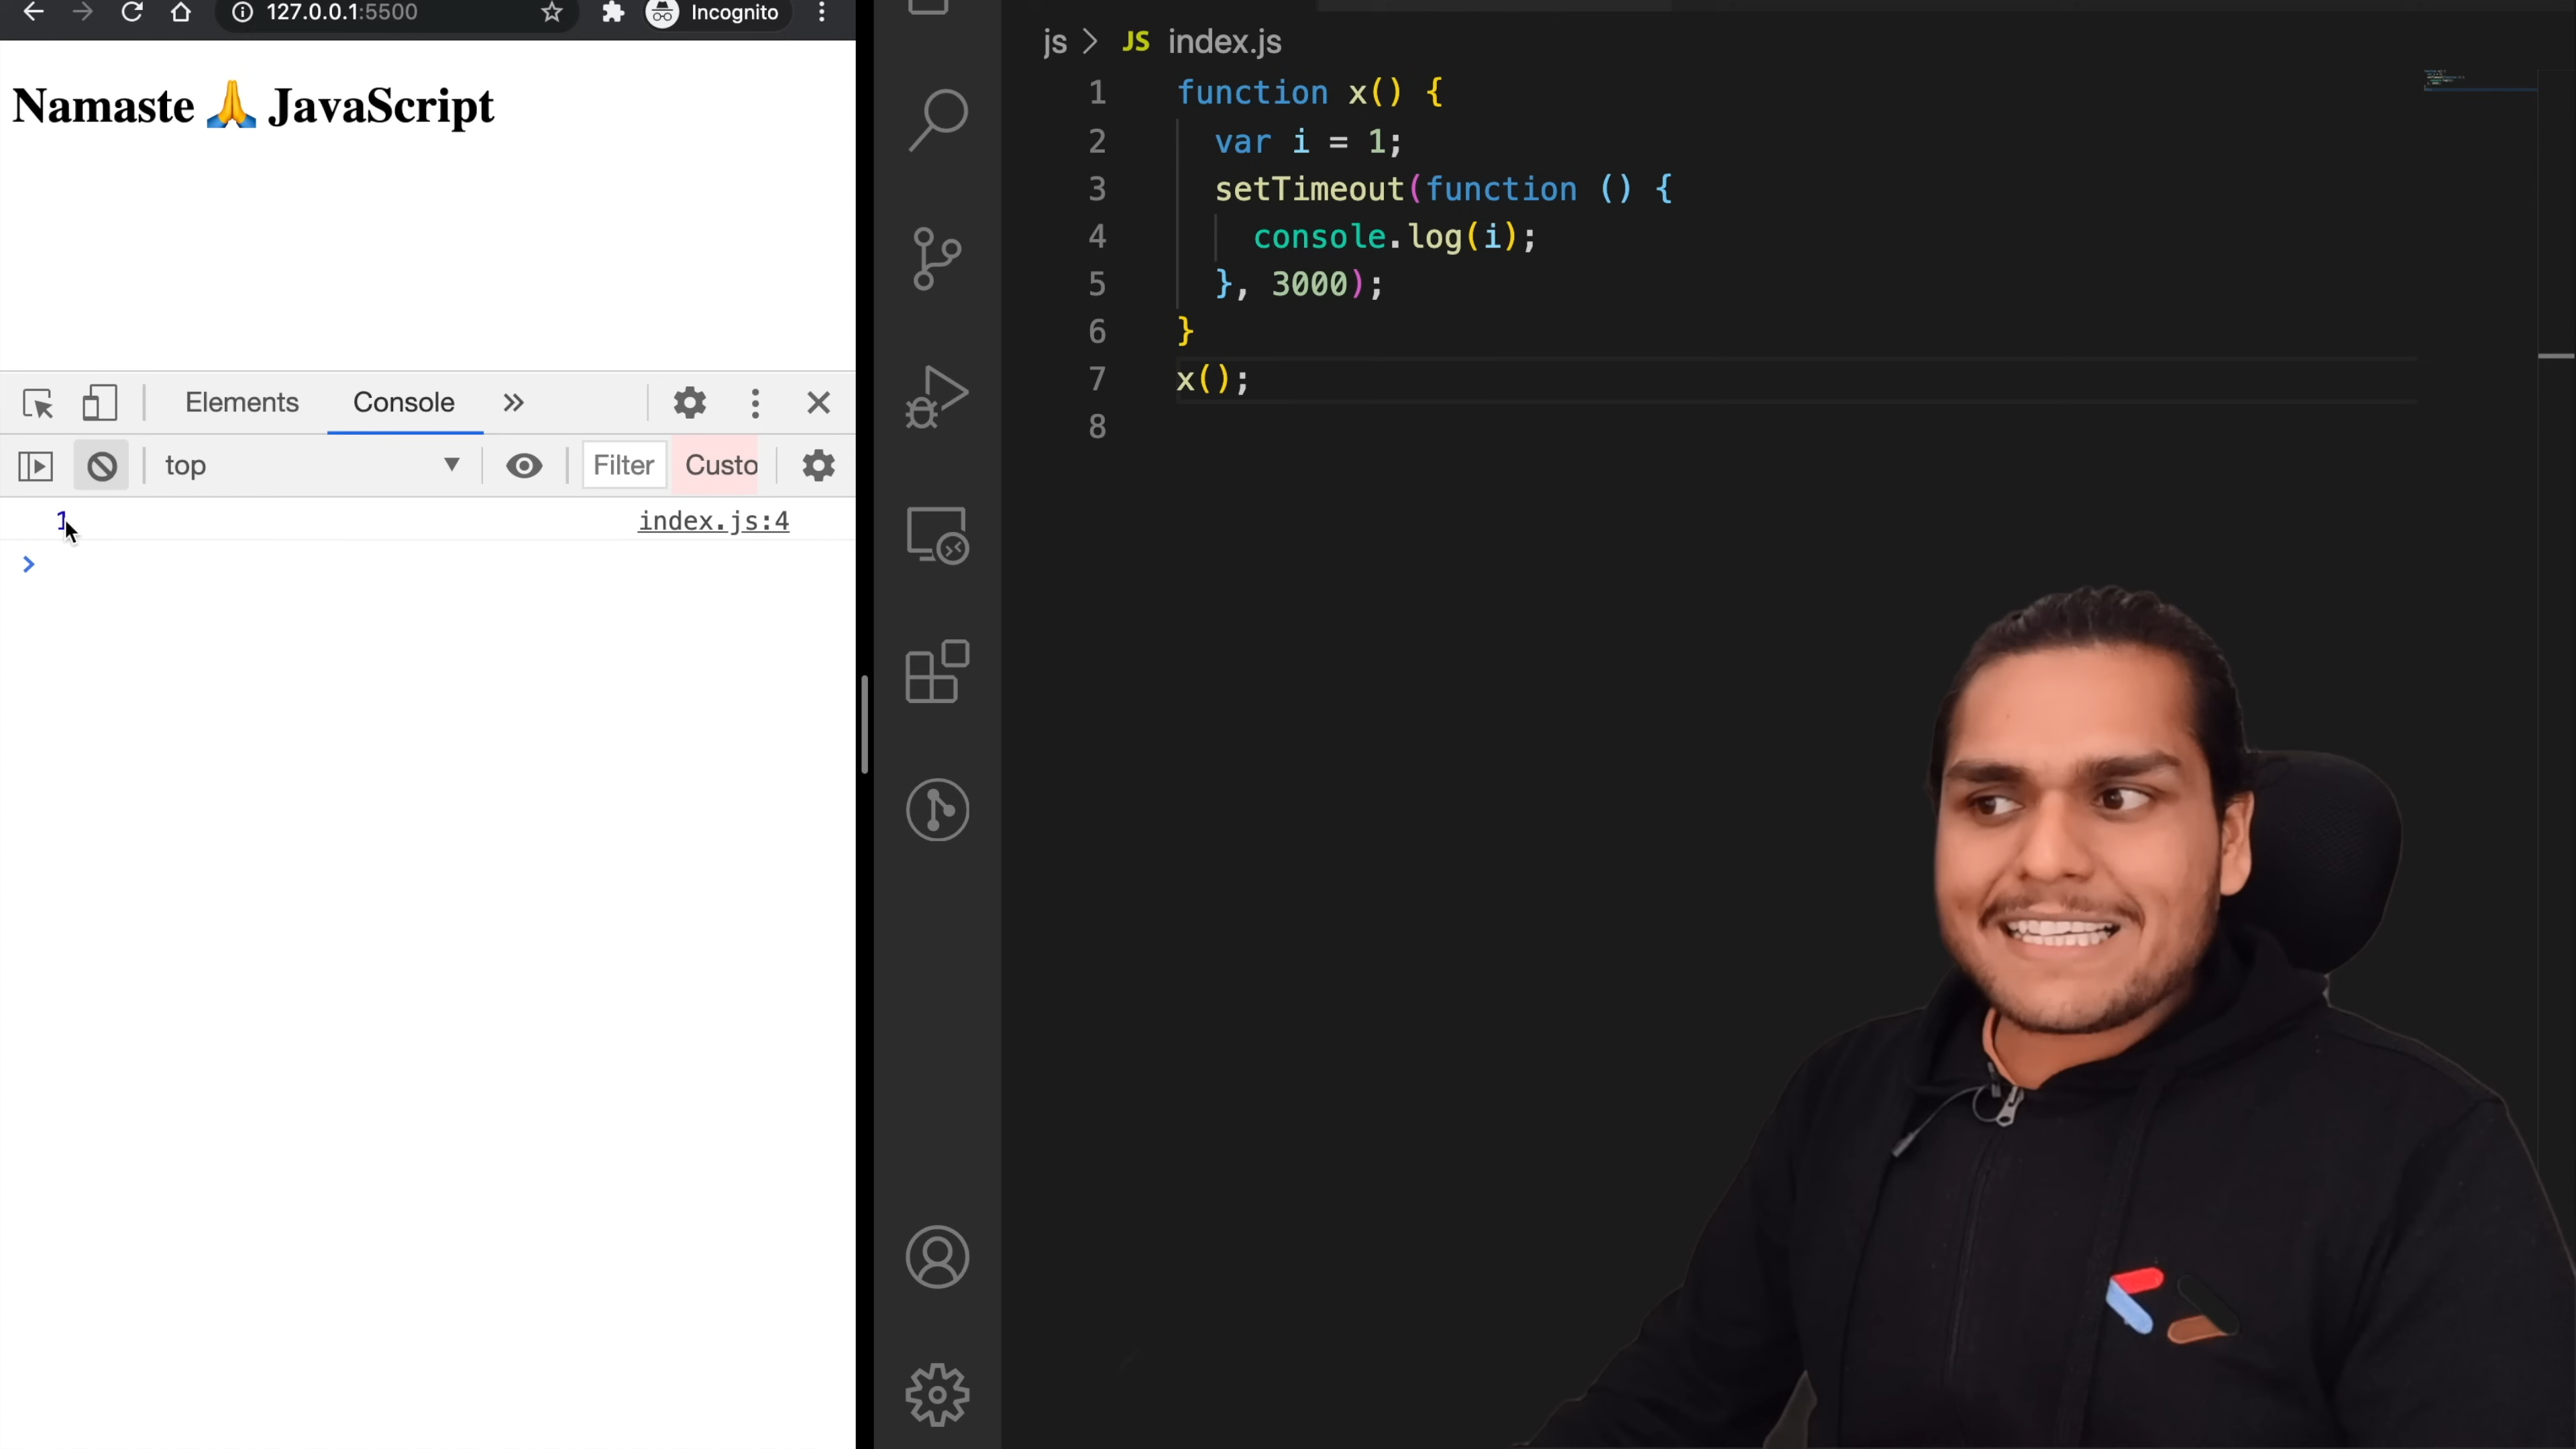 127.0.0.1:5500
Incognito
Namaste 🙏 JavaScript
Elements
Console
top
Filter
Custo
1
index.js:4
js > JS index.js
1 function x() {
2 var i = 1;
3 setTimeout(function () {
4 console.log(i);
5 }, 3000);
6 }
7 x();
8